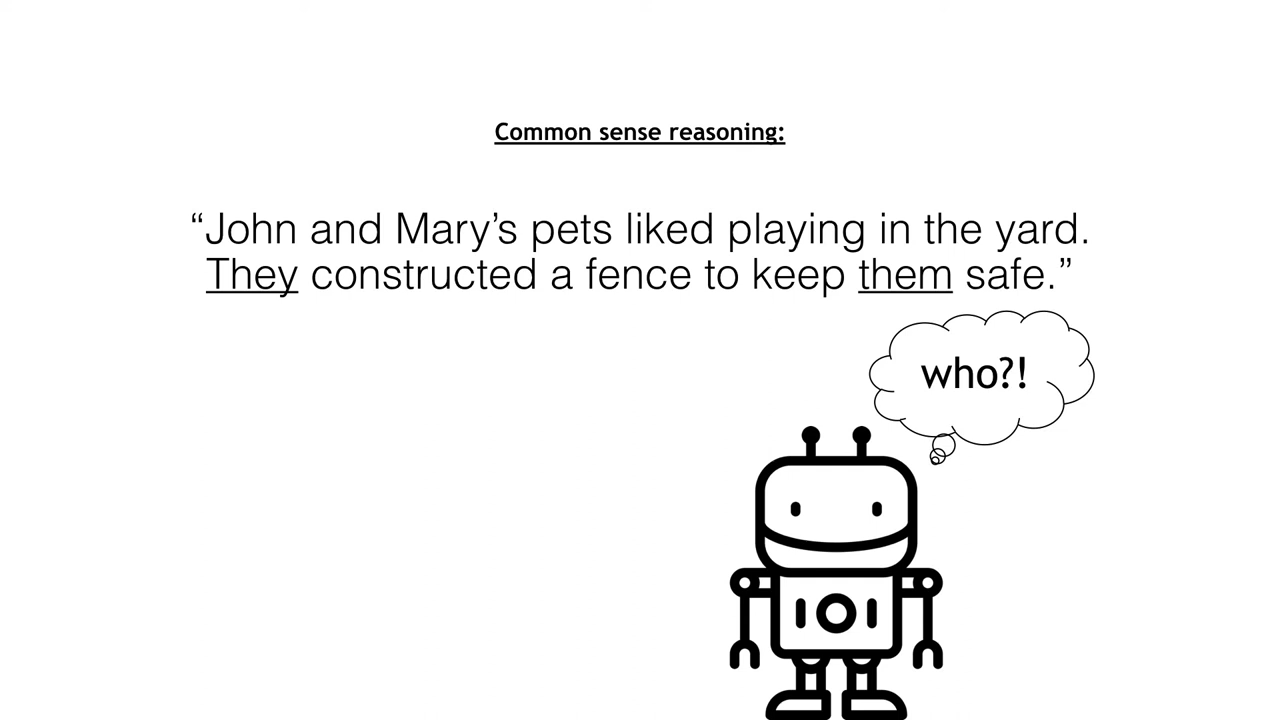 Common sense reasoning:
“John and Mary’s pets liked playing in the yard.
They constructed a fence to keep them safe.”
who?!